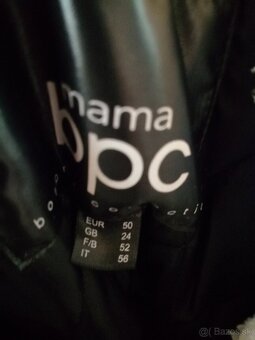 mama
bpc
EUR 50
GB 24
F/B 52
IT 56
Bazos.sk